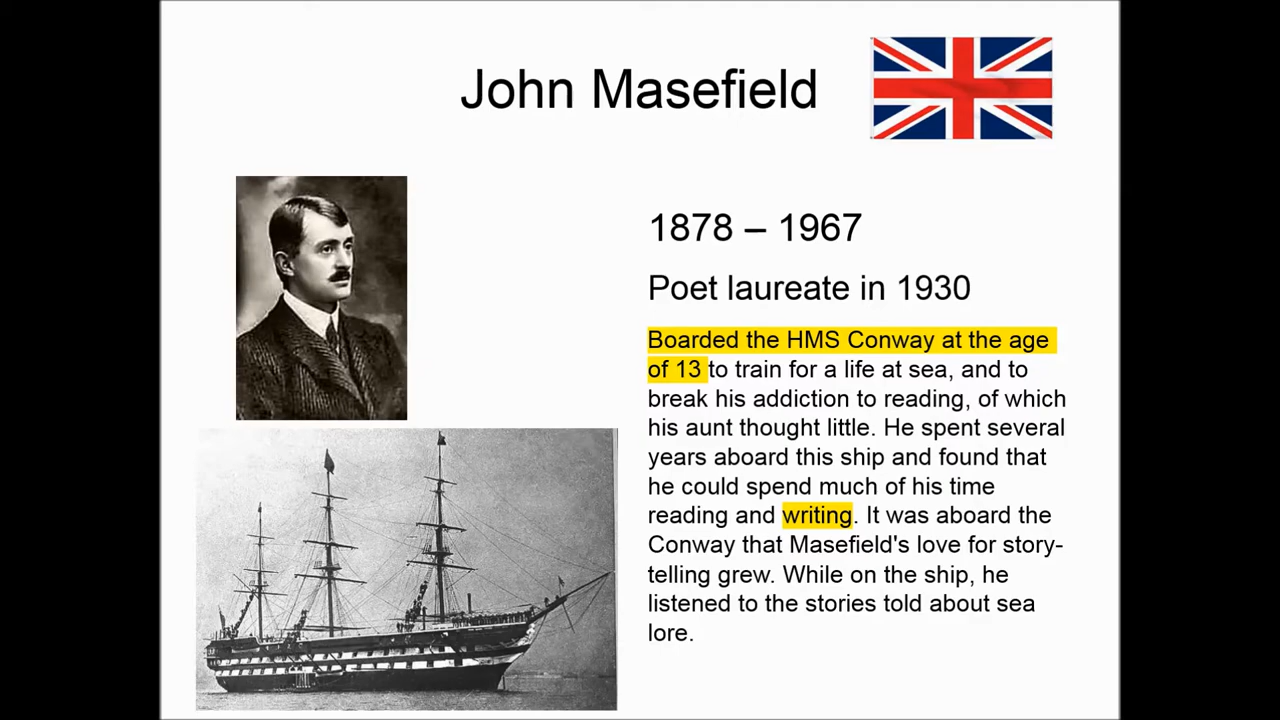 John Masefield
1878 – 1967
Poet laureate in 1930
Boarded the HMS Conway at the age
of 13 to train for a life at sea, and to
break his addiction to reading, of which
his aunt thought little. He spent several
years aboard this ship and found that
he could spend much of his time
reading and writing. It was aboard the
Conway that Masefield's love for story-
telling grew. While on the ship, he
listened to the stories told about sea
lore.